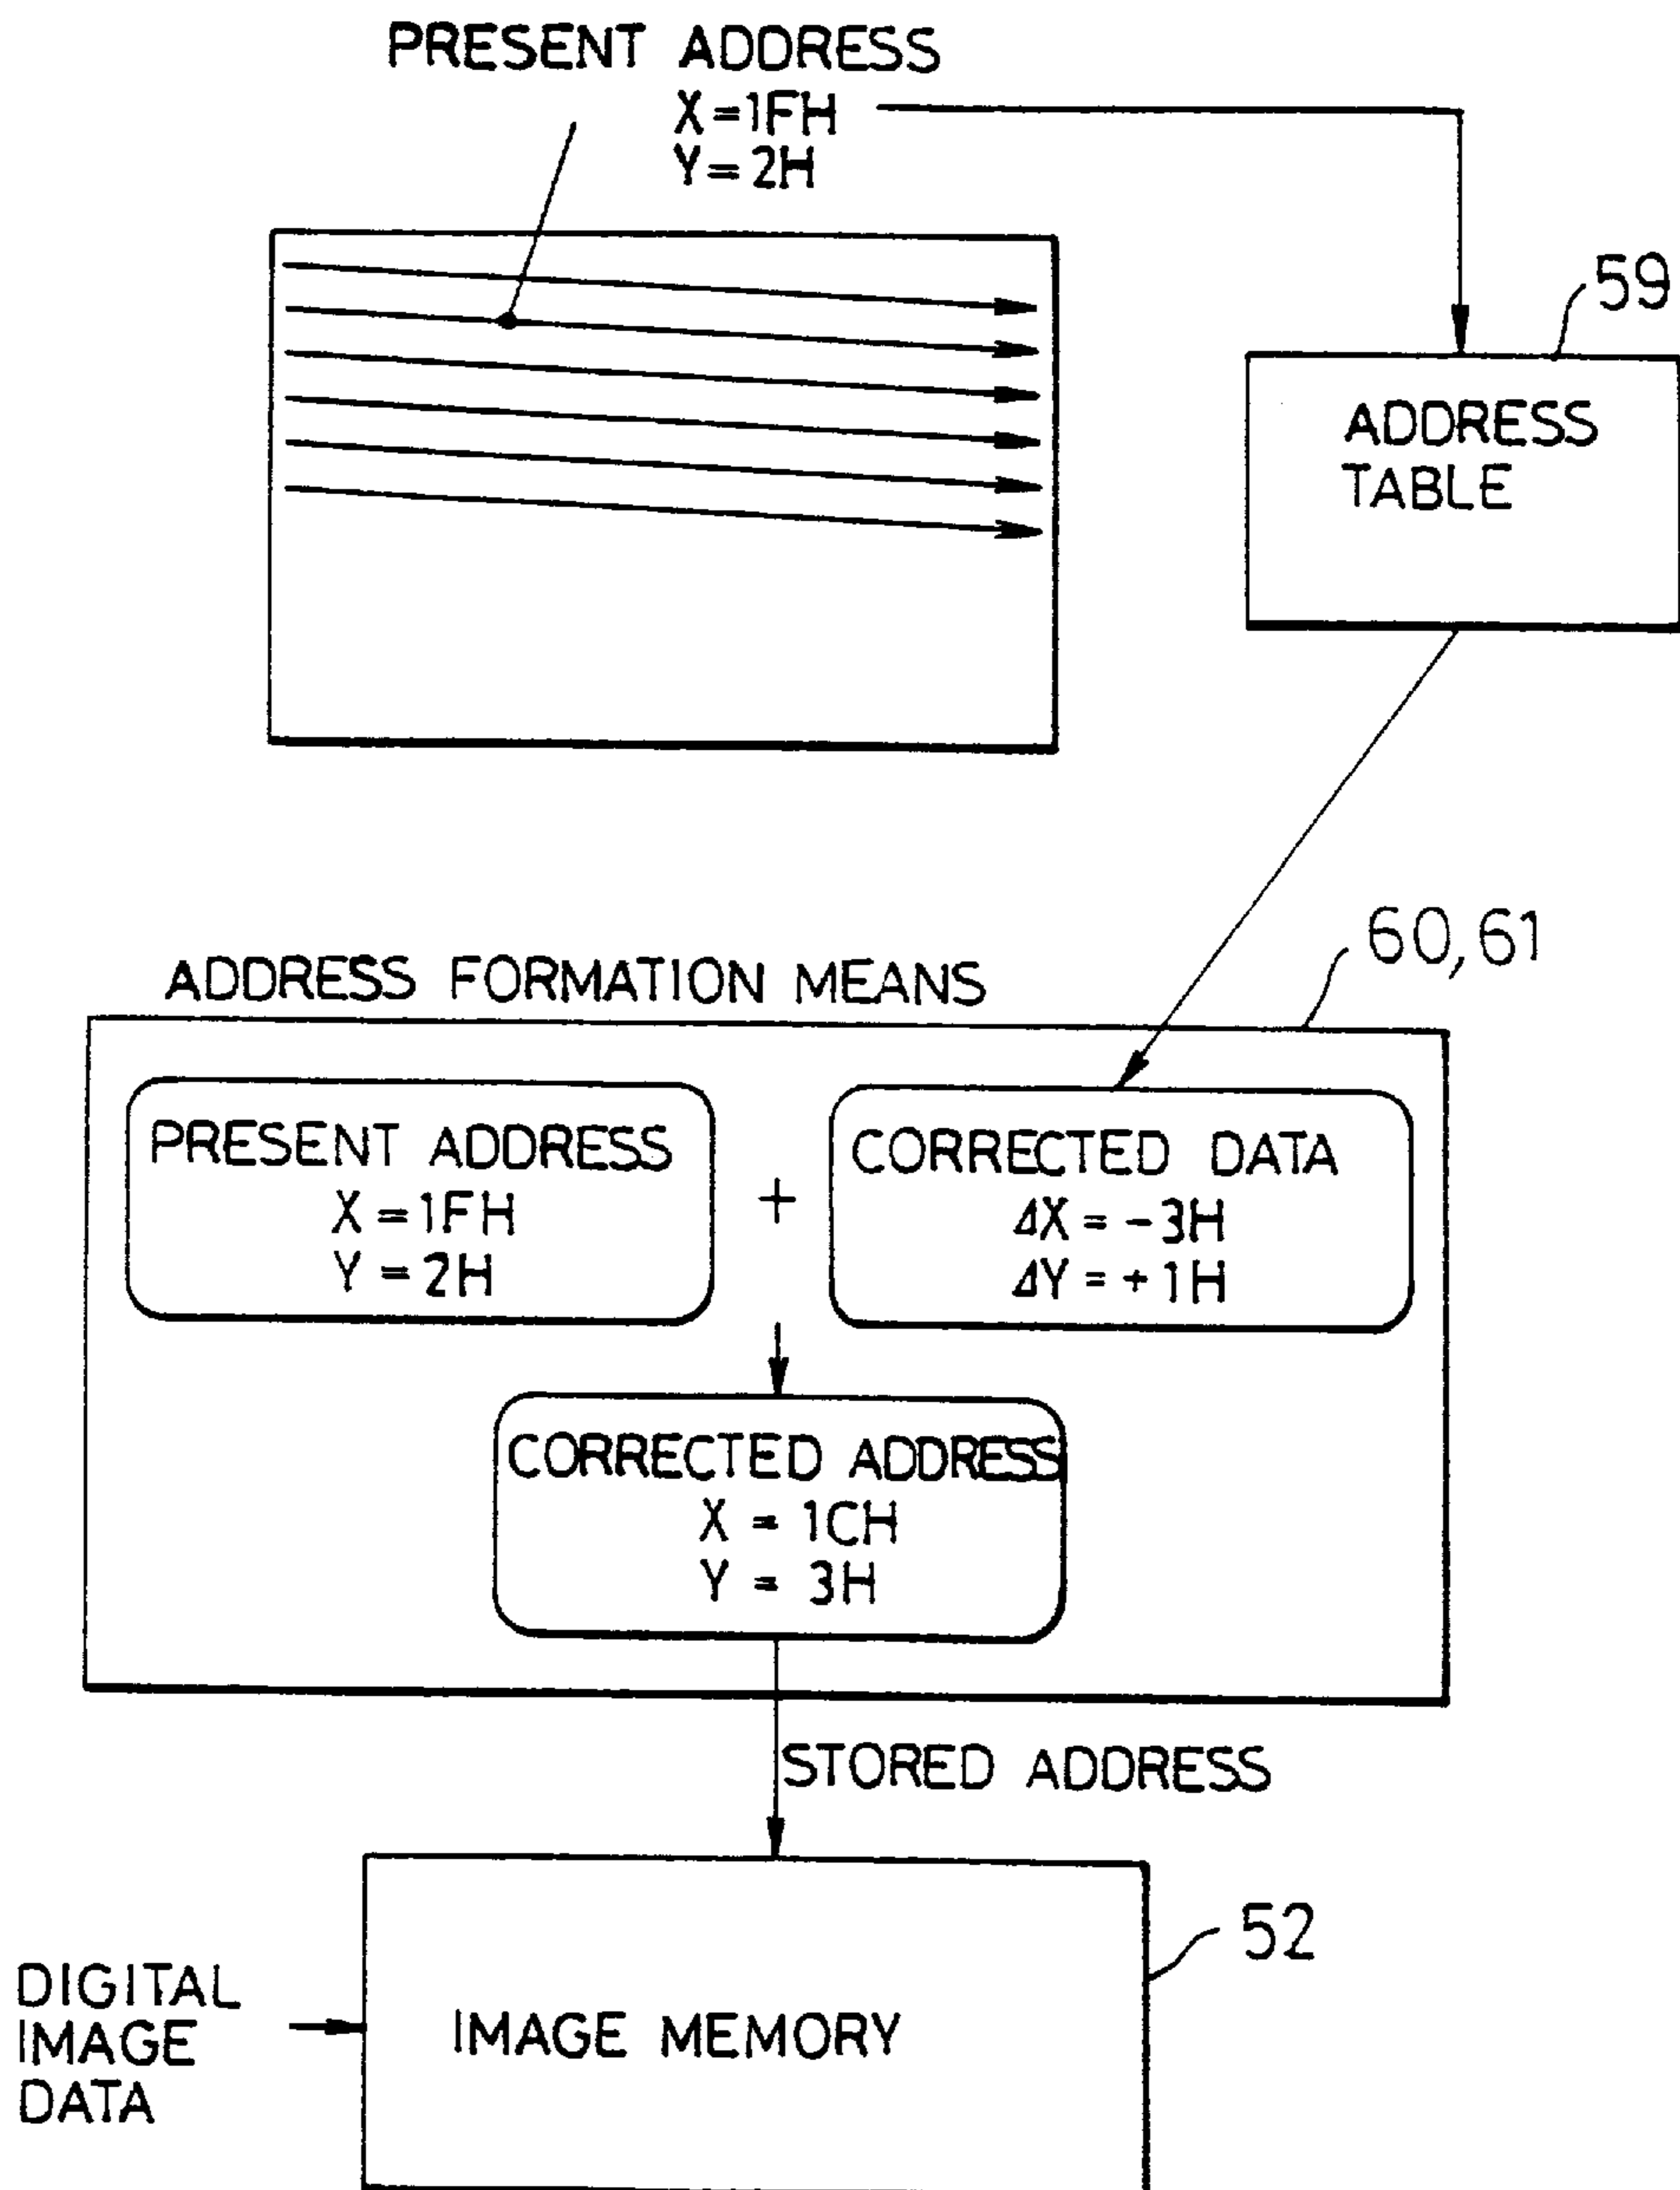 PRESENT ADDRESS
X=1FH
Y=2H
59
ADDRESS
TABLE
60,61
ADDRESS FORMATION MEANS
PRESENT ADDRESS
X=1FH
Y=2H
+
CORRECTED DATA
ΔX = -3H
ΔY = +1H
CORRECTED ADDRESS
X = 1CH
Y = 3H
STORED ADDRESS
52
DIGITAL
IMAGE
DATA
IMAGE MEMORY